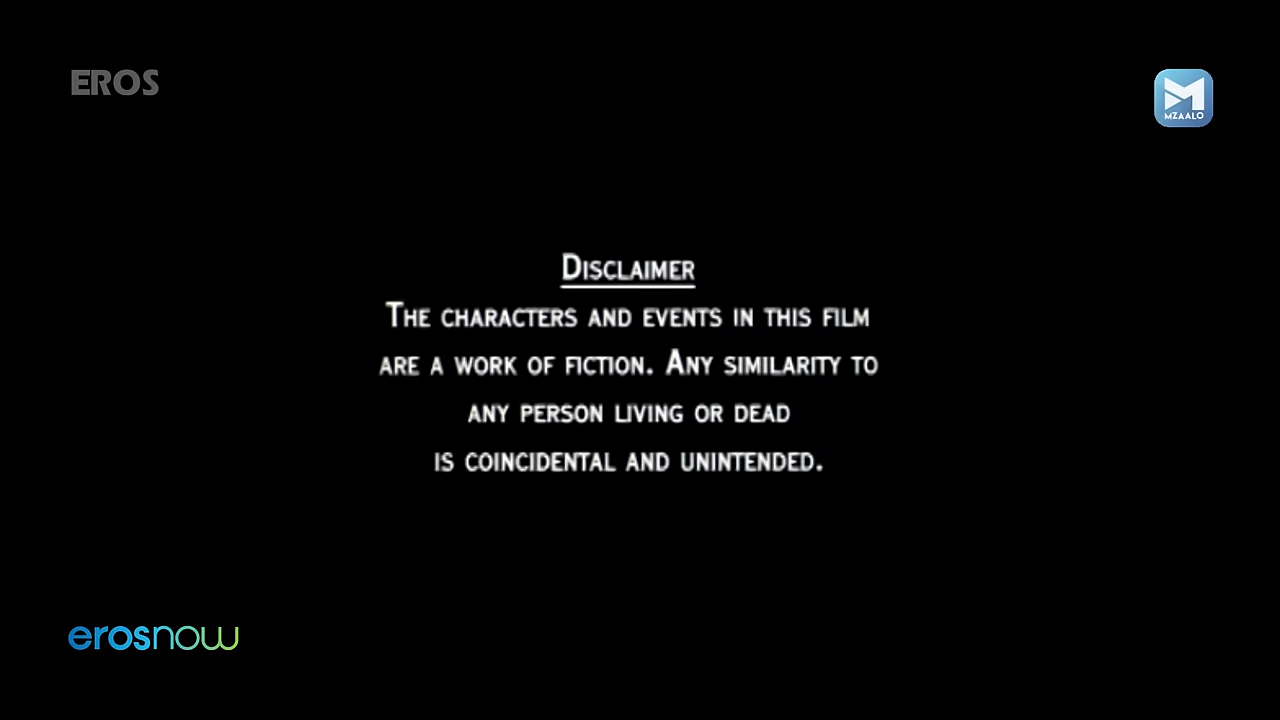 EROS
MZAALO
DISCLAIMER
THE CHARACTERS AND EVENTS IN THIS FILM
ARE A WORK OF FICTION. ANY SIMILARITY TO
ANY PERSON LIVING OR DEAD
IS COINCIDENTAL AND UNINTENDED.
erosnow